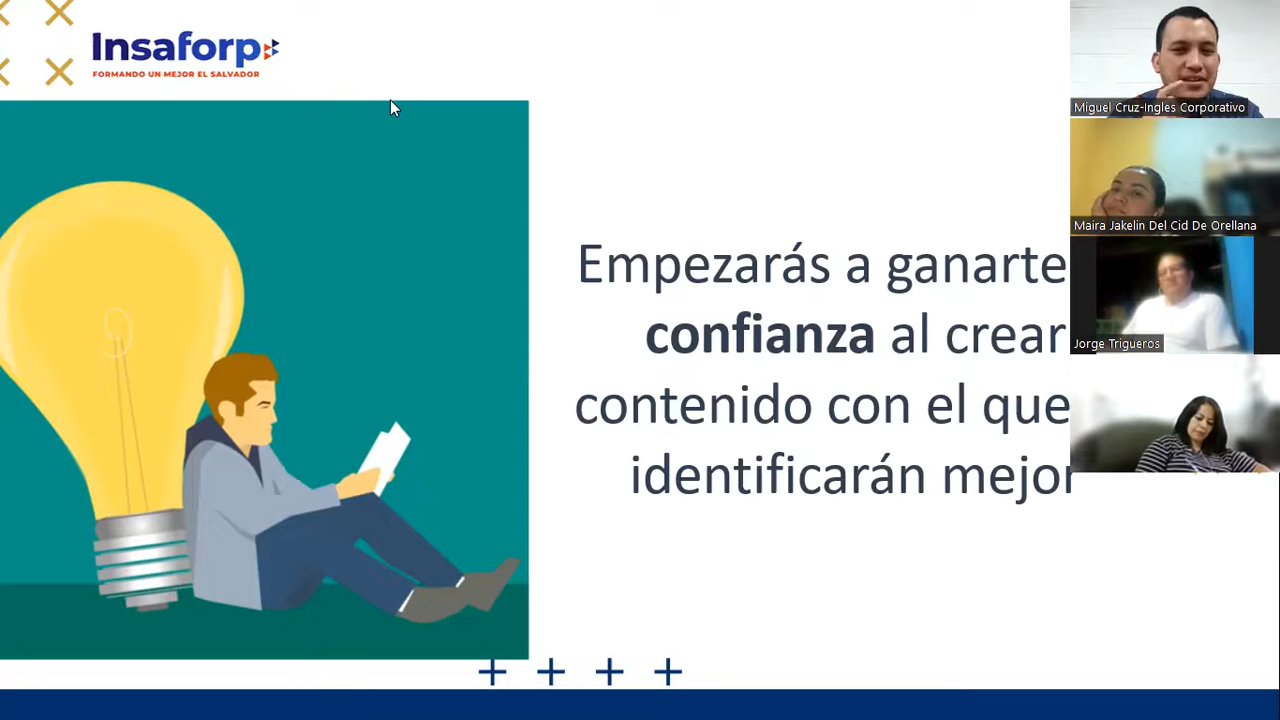 Insaforp
FORMANDO UN MEJOR EL SALVADOR
Empezarás a ganarte
confianza al crear
contenido con el que
identificarán mejor
Miguel Cruz-Ingles Corporativo
Maira Jakelin Del Cid De Orellana
Jorge Trigueros